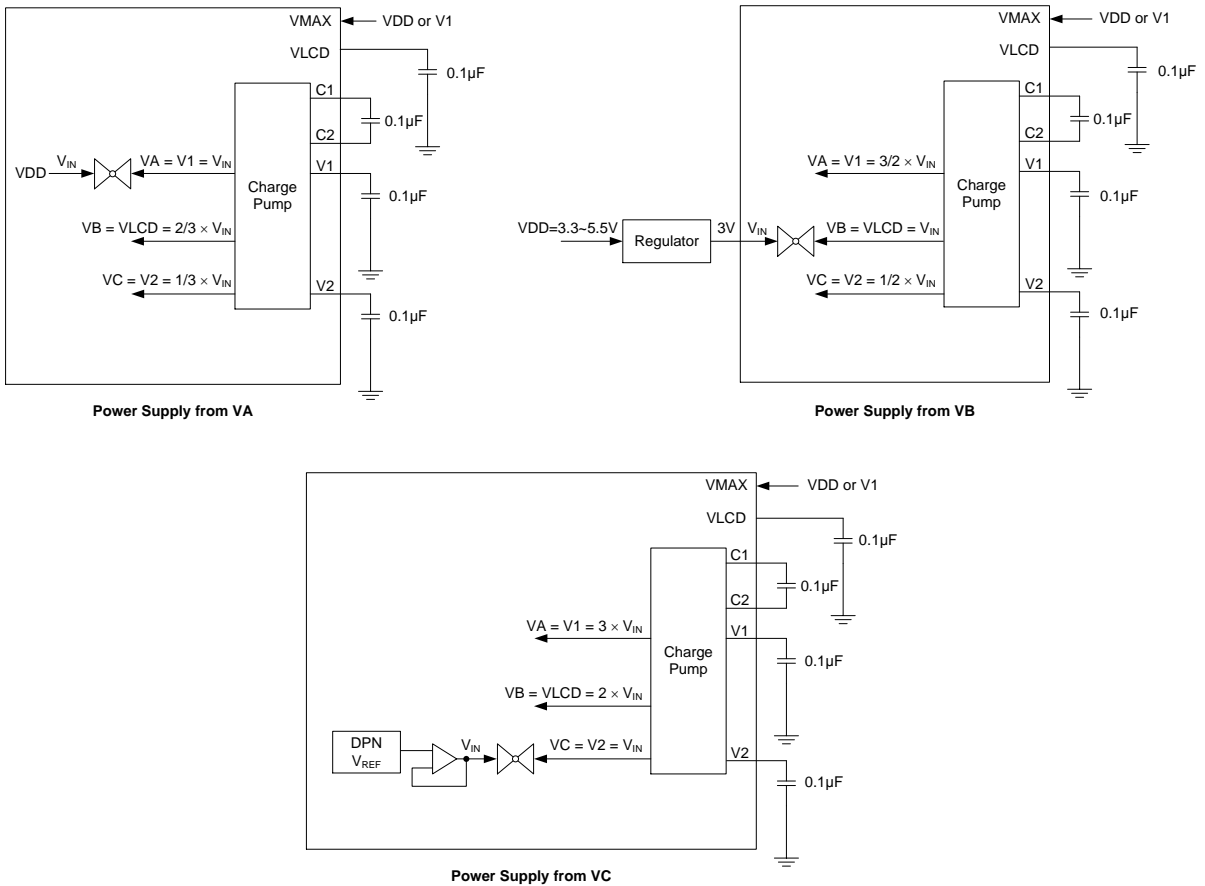 VMAX
VDD or V1
VLCD
0.1µF
C1
0.1µF
C2
VDD
VIN
VA = V1 = VIN
V1
Charge
Pump
0.1µF
VB = VLCD = 2/3 × VIN
VC = V2 = 1/3 × VIN
V2
0.1µF
Power Supply from VA
VMAX
VDD or V1
VLCD
0.1µF
C1
0.1µF
C2
VA = V1 = 3/2 × VIN
V1
Charge
Pump
0.1µF
VDD=3.3~5.5V
Regulator
3V
VIN
VB = VLCD = VIN
VC = V2 = 1/2 × VIN
V2
0.1µF
Power Supply from VB
VMAX
VDD or V1
VLCD
0.1µF
C1
0.1µF
C2
VA = V1 = 3 × VIN
V1
Charge
Pump
0.1µF
VB = VLCD = 2 × VIN
DPN
VREF
VIN
VC = V2 = VIN
V2
0.1µF
Power Supply from VC